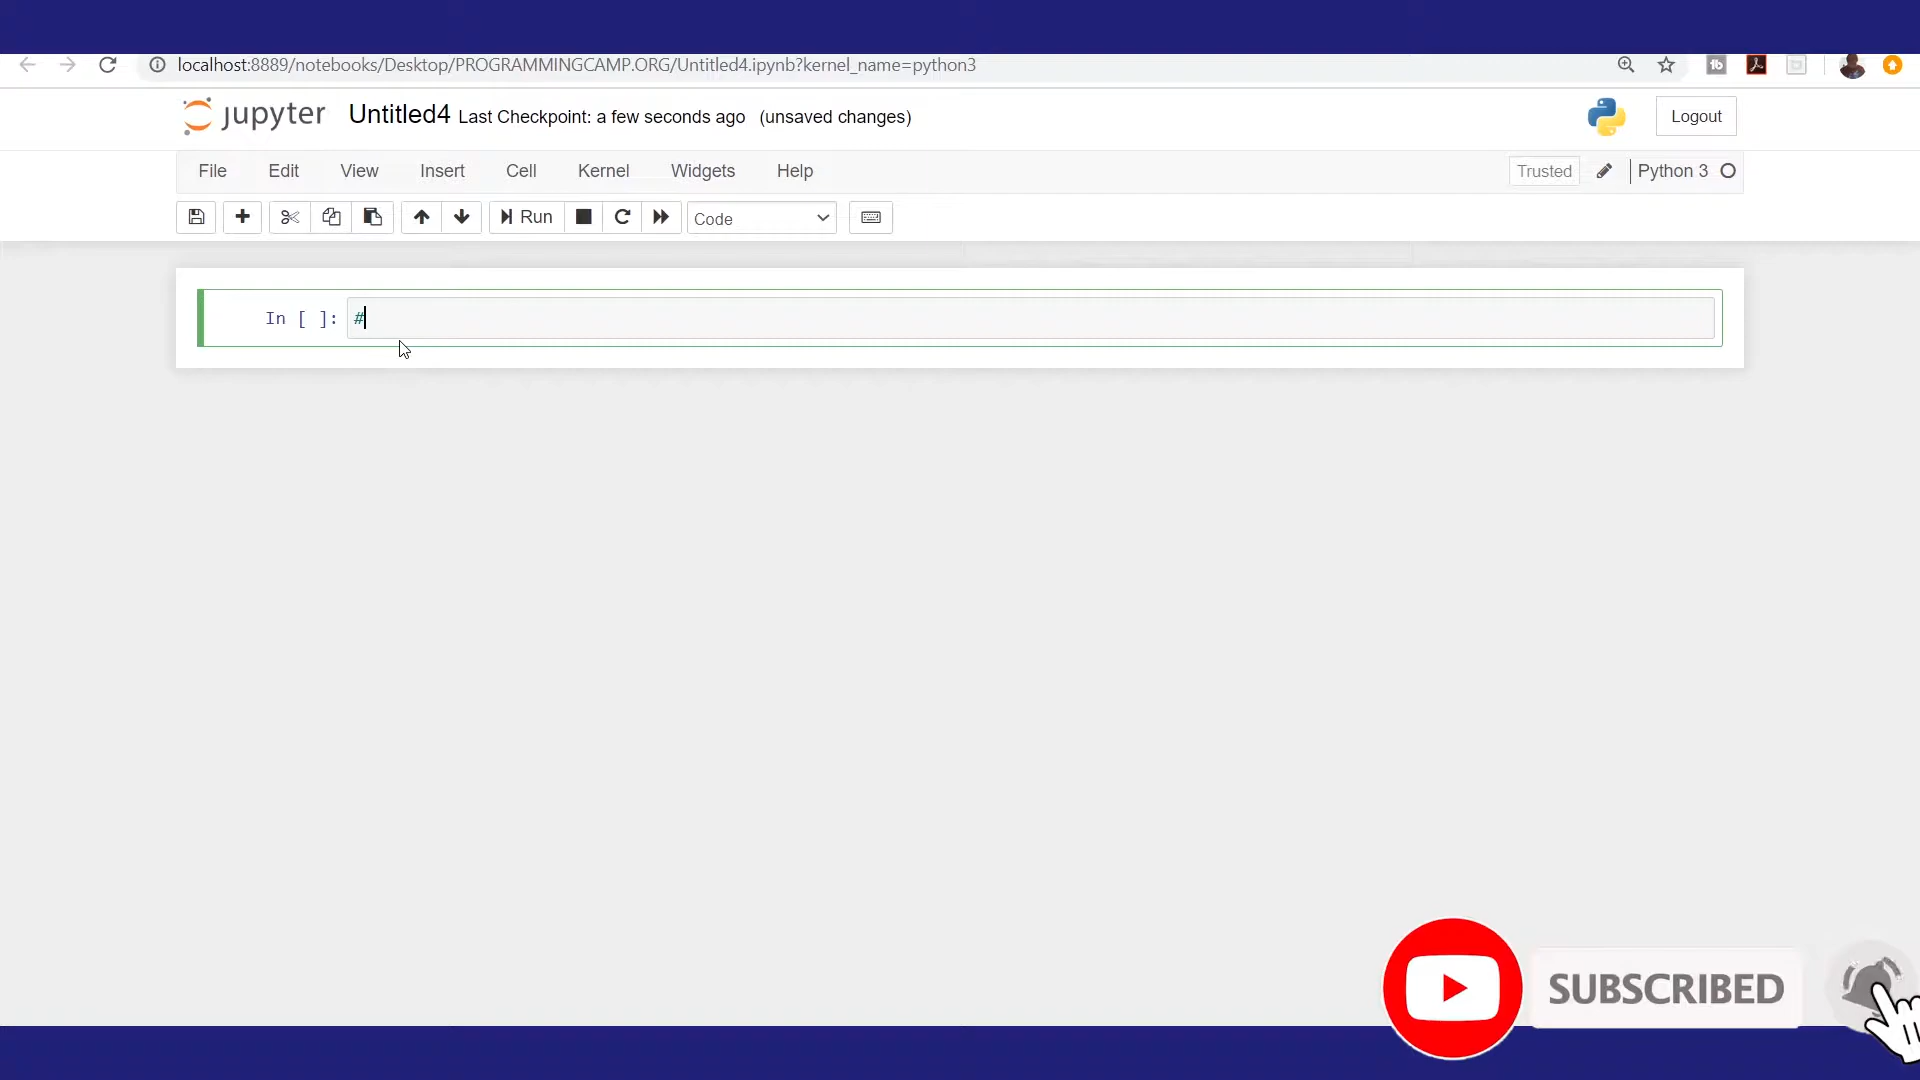 localhost:8889/notebooks/Desktop/PROGRAMMINGCAMP.ORG/Untitled4.ipynb?kernel_name=python3
jupyter Untitled4 Last Checkpoint: a few seconds ago (unsaved changes) Logout
File Edit View Insert Cell Kernel Widgets Help Trusted Python 3
Run Code
In [ ]: #
SUBSCRIBED